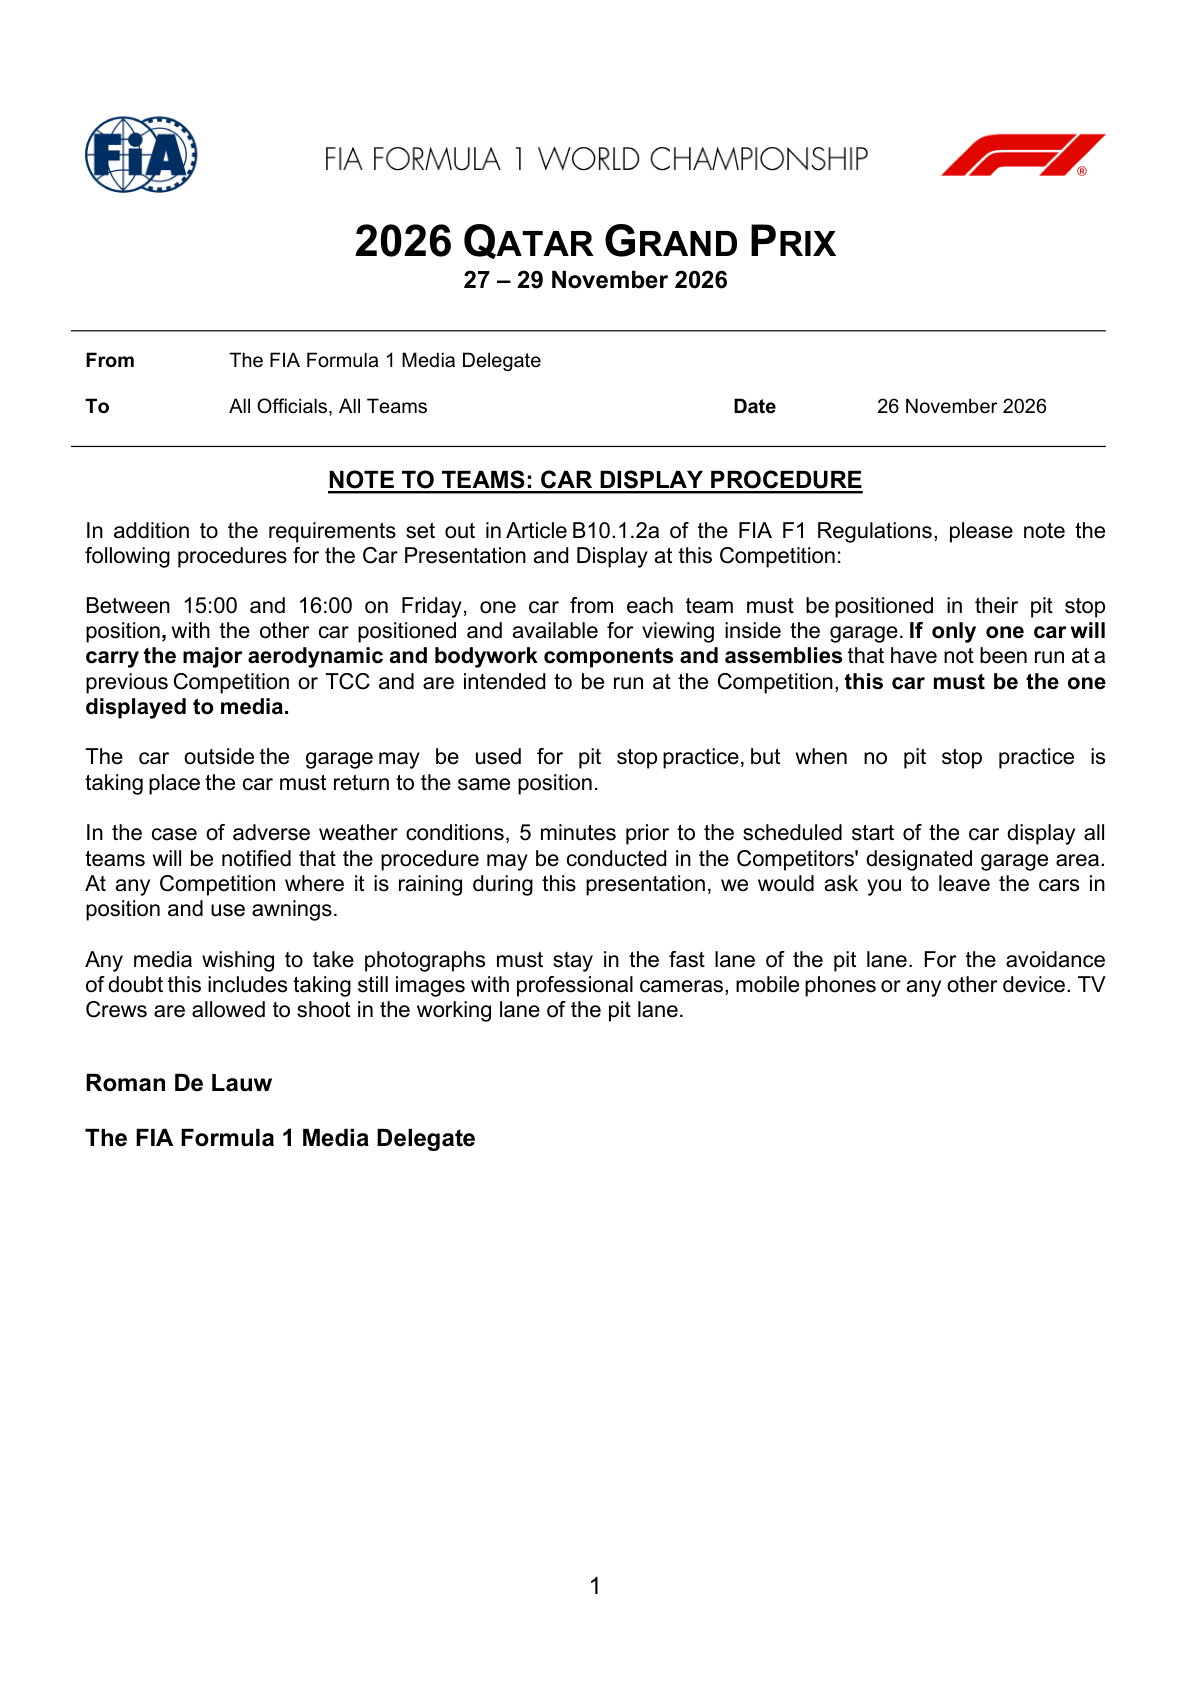 FIA
FIA FORMULA 1 WORLD CHAMPIONSHIP
F1®
2026 QATAR GRAND PRIX
27 – 29 November 2026
From The FIA Formula 1 Media Delegate
To All Officials, All Teams Date 26 November 2026
NOTE TO TEAMS: CAR DISPLAY PROCEDURE
In addition to the requirements set out in Article B10.1.2a of the FIA F1 Regulations, please note the
following procedures for the Car Presentation and Display at this Competition:
Between 15:00 and 16:00 on Friday, one car from each team must be positioned in their pit stop
position, with the other car positioned and available for viewing inside the garage. If only one car will
carry the major aerodynamic and bodywork components and assemblies that have not been run at a
previous Competition or TCC and are intended to be run at the Competition, this car must be the one
displayed to media.
The car outside the garage may be used for pit stop practice, but when no pit stop practice is
taking place the car must return to the same position.
In the case of adverse weather conditions, 5 minutes prior to the scheduled start of the car display all
teams will be notified that the procedure may be conducted in the Competitors' designated garage area.
At any Competition where it is raining during this presentation, we would ask you to leave the cars in
position and use awnings.
Any media wishing to take photographs must stay in the fast lane of the pit lane. For the avoidance
of doubt this includes taking still images with professional cameras, mobile phones or any other device. TV
Crews are allowed to shoot in the working lane of the pit lane.
Roman De Lauw
The FIA Formula 1 Media Delegate
1